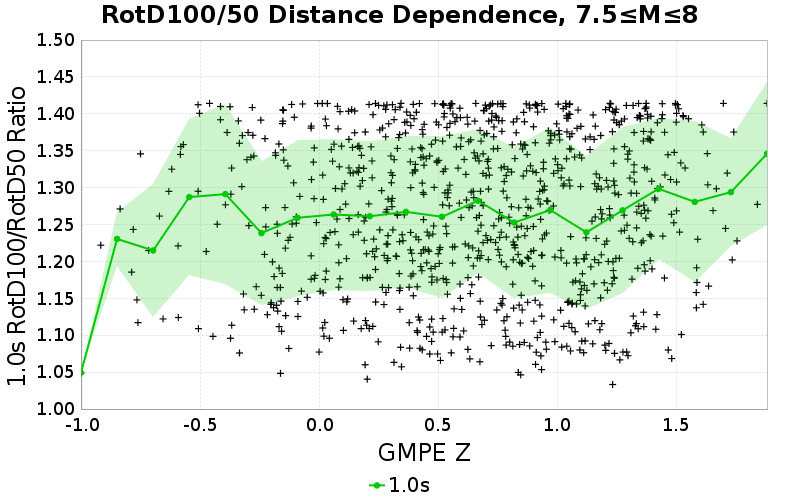 RotD100/50 Distance Dependence, 7.5≤M≤8
1.50
1.45
1.40
1.35
1.30
1.25
1.20
1.15
1.10
1.05
1.00
1.0s RotD100/RotD50 Ratio
-1.0 -0.5 0.0 0.5 1.0 1.5
GMPE Z
1.0s